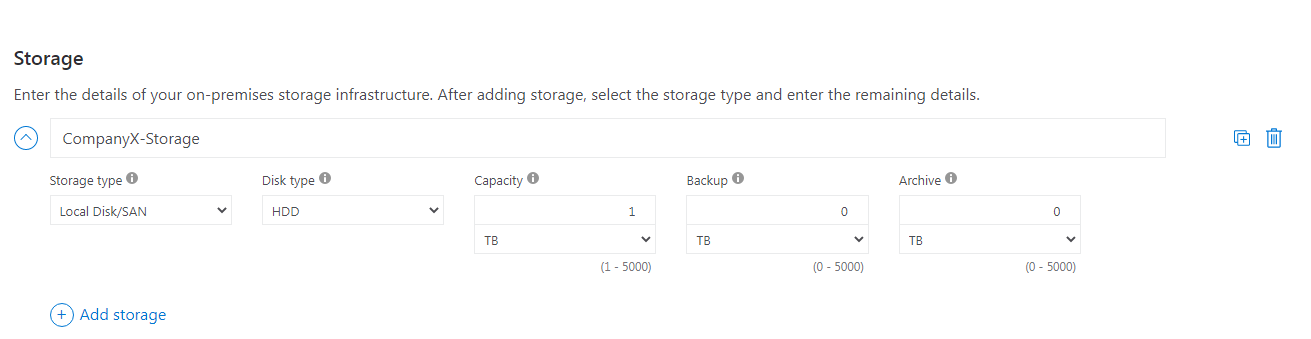 Storage
Enter the details of your on-premises storage infrastructure. After adding storage, select the storage type and enter the remaining details.
CompanyX-Storage
Storage type Disk type Capacity Backup Archive
Local Disk/SAN HDD 1 0 0
TB TB TB
(1 - 5000) (0 - 5000) (0 - 5000)
Add storage